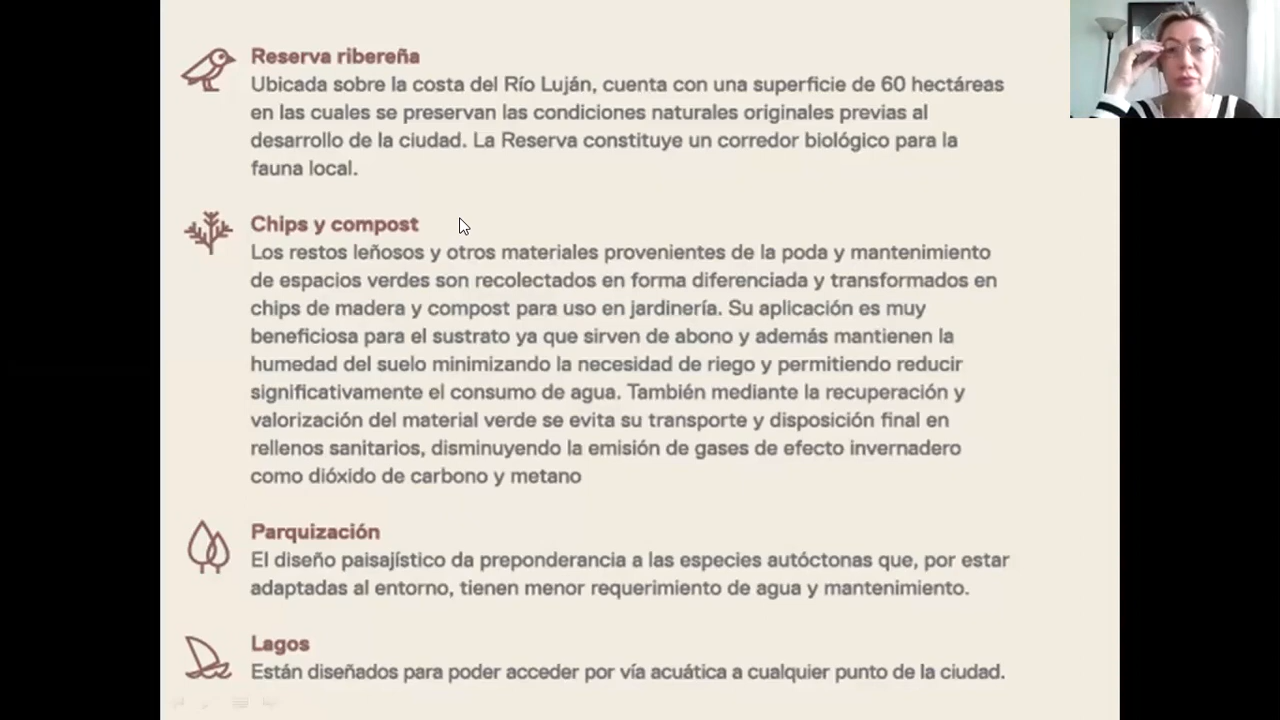 Reserva ribereña
Ubicada sobre la costa del Río Luján, cuenta con una superficie de 60 hectáreas
en las cuales se preservan las condiciones naturales originales previas al
desarrollo de la ciudad. La Reserva constituye un corredor biológico para la
fauna local.
Chips y compost
Los restos leñosos y otros materiales provenientes de la poda y mantenimiento
de espacios verdes son recolectados en forma diferenciada y transformados en
chips de madera y compost para uso en jardinería. Su aplicación es muy
beneficiosa para el sustrato ya que sirven de abono y además mantienen la
humedad del suelo minimizando la necesidad de riego y permitiendo reducir
significativamente el consumo de agua. También mediante la recuperación y
valorización del material verde se evita su transporte y disposición final en
rellenos sanitarios, disminuyendo la emisión de gases de efecto invernadero
como dióxido de carbono y metano
Parquización
El diseño paisajístico da preponderancia a las especies autóctonas que, por estar
adaptadas al entorno, tienen menor requerimiento de agua y mantenimiento.
Lagos
Están diseñados para poder acceder por vía acuática a cualquier punto de la ciudad.